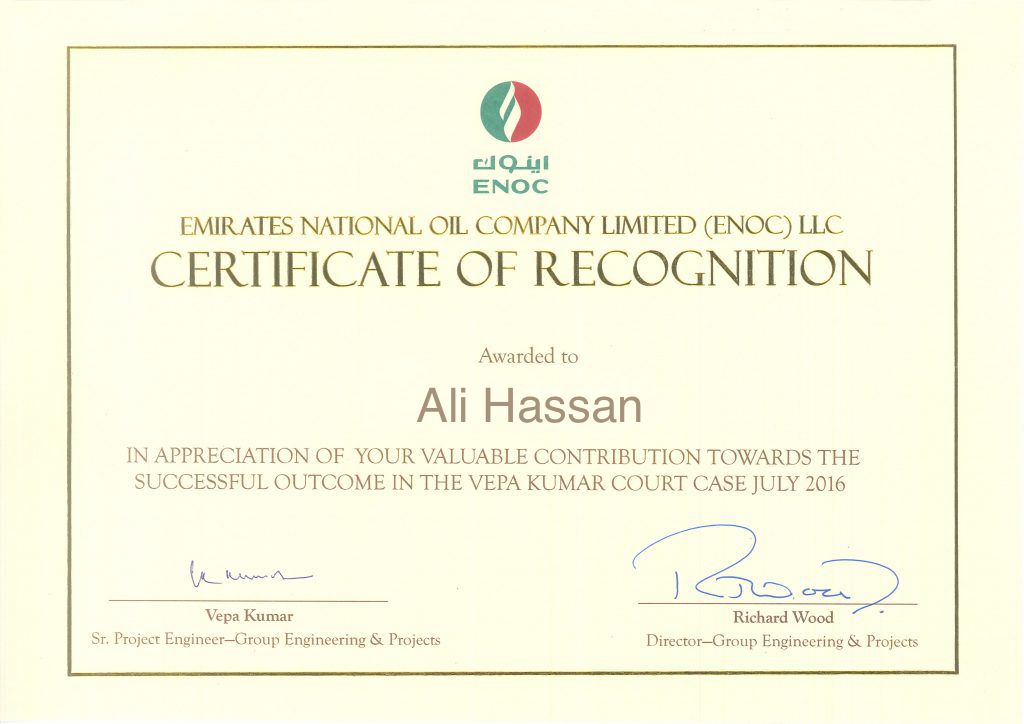 اينوك
ENOC
EMIRATES NATIONAL OIL COMPANY LIMITED (ENOC) LLC
CERTIFICATE OF RECOGNITION
Awarded to
Ali Hassan
IN APPRECIATION OF YOUR VALUABLE CONTRIBUTION TOWARDS THE
SUCCESSFUL OUTCOME IN THE VEPA KUMAR COURT CASE JULY 2016
Vepa Kumar
Sr. Project Engineer—Group Engineering & Projects
R Wood
Richard Wood
Director—Group Engineering & Projects